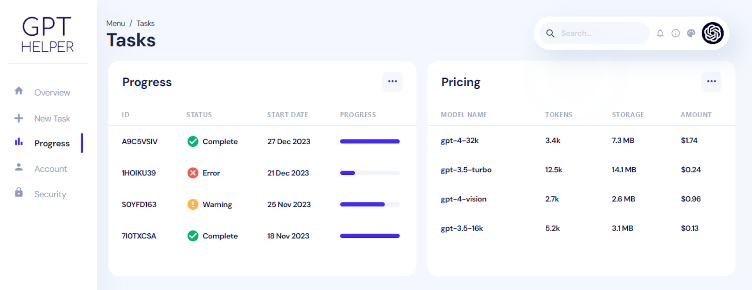 GPT
HELPER
Overview
New Task
Progress
Account
Security
Menu / Tasks
Tasks
Search...
Progress
ID STATUS START DATE PROGRESS
A9C5VSIV Complete 27 Dec 2023
1HOIKU39 Error 21 Dec 2023
S0YFD163 Warning 25 Nov 2023
7I0TXCSA Complete 18 Nov 2023
Pricing
MODEL NAME TOKENS STORAGE AMOUNT
gpt-4-32k 3.4k 7.3 MB $1.74
gpt-3.5-turbo 12.5k 14.1 MB $0.24
gpt-4-vision 2.7k 2.6 MB $0.96
gpt-3.5-16k 5.2k 3.1 MB $0.13